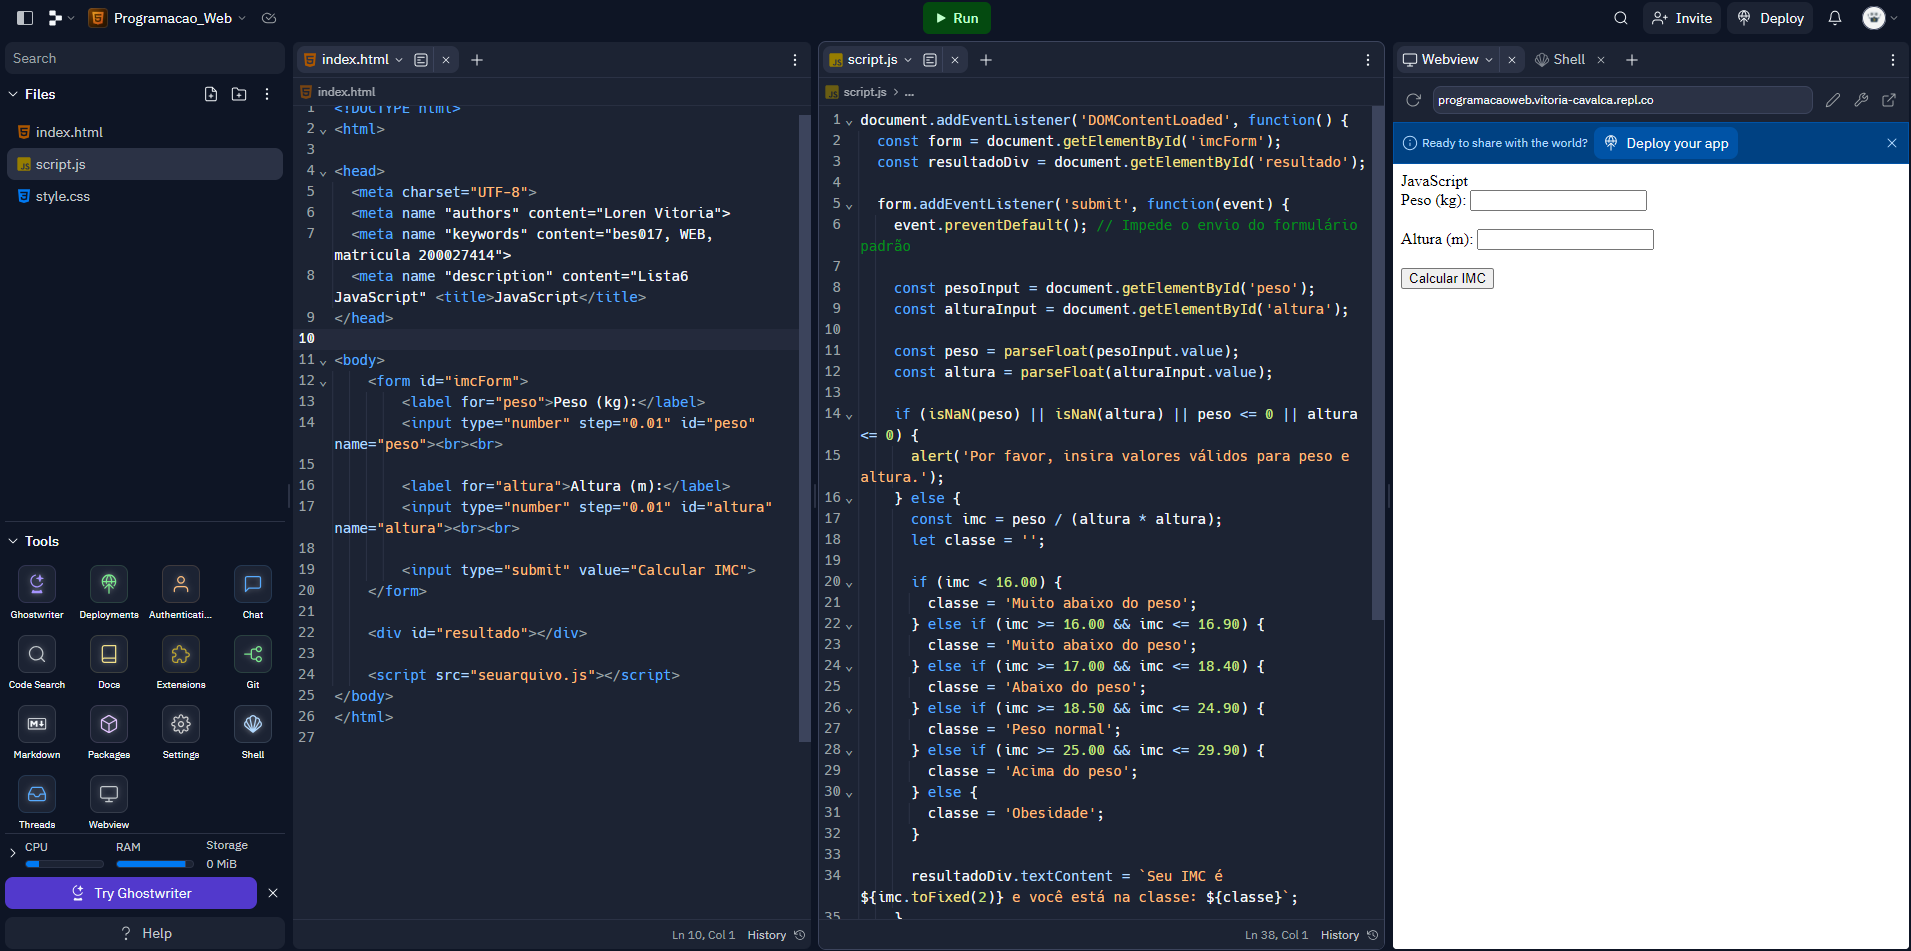 Programacao_Web
Run
Invite
Deploy
Search
Files
index.html
script.js
style.css
Tools
Ghostwriter
Deployments
Authenticati...
Chat
Code Search
Docs
Extensions
Git
Markdown
Packages
Settings
Shell
Threads
Webview
CPU
RAM
Storage
0 MiB
Try Ghostwriter
Help
index.html
index.html
1 <!DOCTYPE html>
2 <html>
3
4 <head>
5 <meta charset="UTF-8">
6 <meta name "authors" content="Loren Vitoria">
7 <meta name "keywords" content="bes017, WEB,
matricula 200027414">
8 <meta name "description" content="Lista6
JavaScript" <title>JavaScript</title>
9 </head>
10
11 <body>
12 <form id="imcForm">
13 <label for="peso">Peso (kg):</label>
14 <input type="number" step="0.01" id="peso"
name="peso"><br><br>
15
16 <label for="altura">Altura (m):</label>
17 <input type="number" step="0.01" id="altura"
name="altura"><br><br>
18
19 <input type="submit" value="Calcular IMC">
20 </form>
21
22 <div id="resultado"></div>
23
24 <script src="seuarquivo.js"></script>
25 </body>
26 </html>
27
Ln 10, Col 1 History
script.js
script.js > ...
1 document.addEventListener('DOMContentLoaded', function() {
2 const form = document.getElementById('imcForm');
3 const resultadoDiv = document.getElementById('resultado');
4
5 form.addEventListener('submit', function(event) {
6 event.preventDefault(); // Impede o envio do formulário
padrão
7
8 const pesoInput = document.getElementById('peso');
9 const alturaInput = document.getElementById('altura');
10
11 const peso = parseFloat(pesoInput.value);
12 const altura = parseFloat(alturaInput.value);
13
14 if (isNaN(peso) || isNaN(altura) || peso <= 0 || altura
<= 0) {
15 alert('Por favor, insira valores válidos para peso e
altura.');
16 } else {
17 const imc = peso / (altura * altura);
18 let classe = '';
19
20 if (imc < 16.00) {
21 classe = 'Muito abaixo do peso';
22 } else if (imc >= 16.00 && imc <= 16.90) {
23 classe = 'Muito abaixo do peso';
24 } else if (imc >= 17.00 && imc <= 18.40) {
25 classe = 'Abaixo do peso';
26 } else if (imc >= 18.50 && imc <= 24.90) {
27 classe = 'Peso normal';
28 } else if (imc >= 25.00 && imc <= 29.90) {
29 classe = 'Acima do peso';
30 } else {
31 classe = 'Obesidade';
32 }
33
34 resultadoDiv.textContent = `Seu IMC é
${imc.toFixed(2)} e você está na classe: ${classe}`;
35 }
Ln 38, Col 1 History
Webview
Shell
programacaoweb.vitoria-cavalca.repl.co
Ready to share with the world?
Deploy your app
JavaScript
Peso (kg):
Altura (m):
Calcular IMC